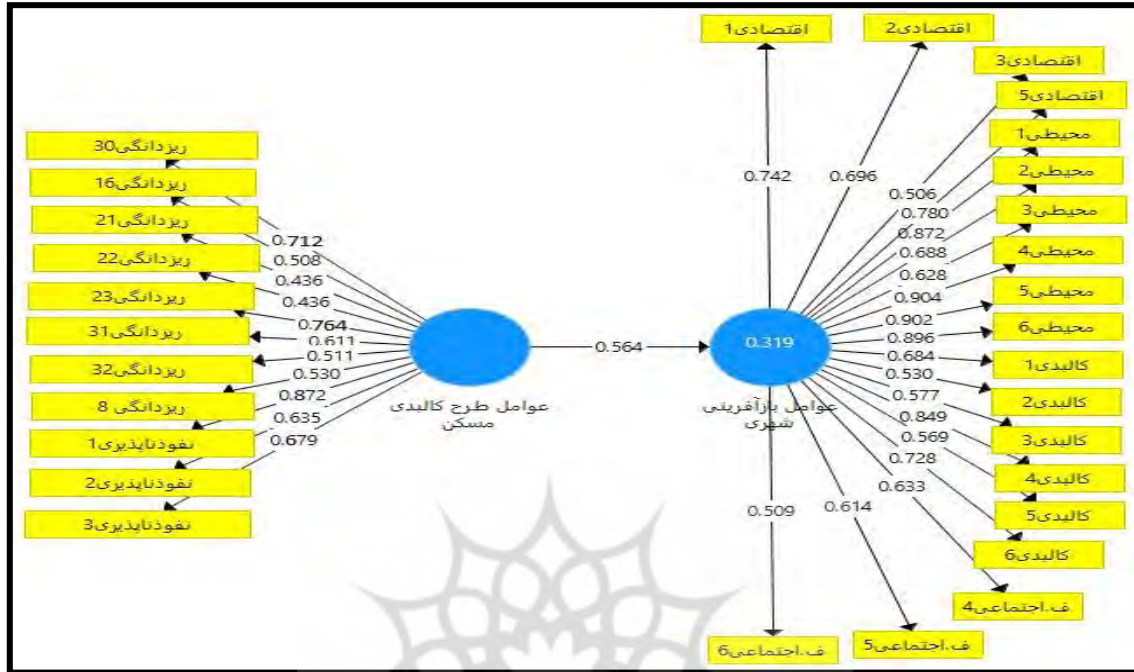 اقتصادی1
اقتصادی2
اقتصادی3
اقتصادی5
محیطی1
محیطی2
محیطی3
محیطی4
محیطی5
محیطی6
کالبدی1
کالبدی2
کالبدی3
کالبدی4
کالبدی5
کالبدی6
ف.اجتماعی4
ف.اجتماعی5
ف.اجتماعی6
0.742
0.696
0.506
0.780
0.872
0.688
0.628
0.904
0.902
0.896
0.684
0.530
0.577
0.849
0.569
0.728
0.633
0.614
0.509
0.319
عوامل بازآفرینی
شهری
0.564
عوامل طرح کالبدی
مسکن
0.712
0.508
0.436
0.436
0.764
0.611
0.511
0.530
0.872
0.635
0.679
ریزدانگی30
ریزدانگی16
ریزدانگی21
ریزدانگی22
ریزدانگی23
ریزدانگی31
ریزدانگی32
ریزدانگی 8
نفوذناپذیری1
نفوذناپذیری2
نفوذناپذیری3